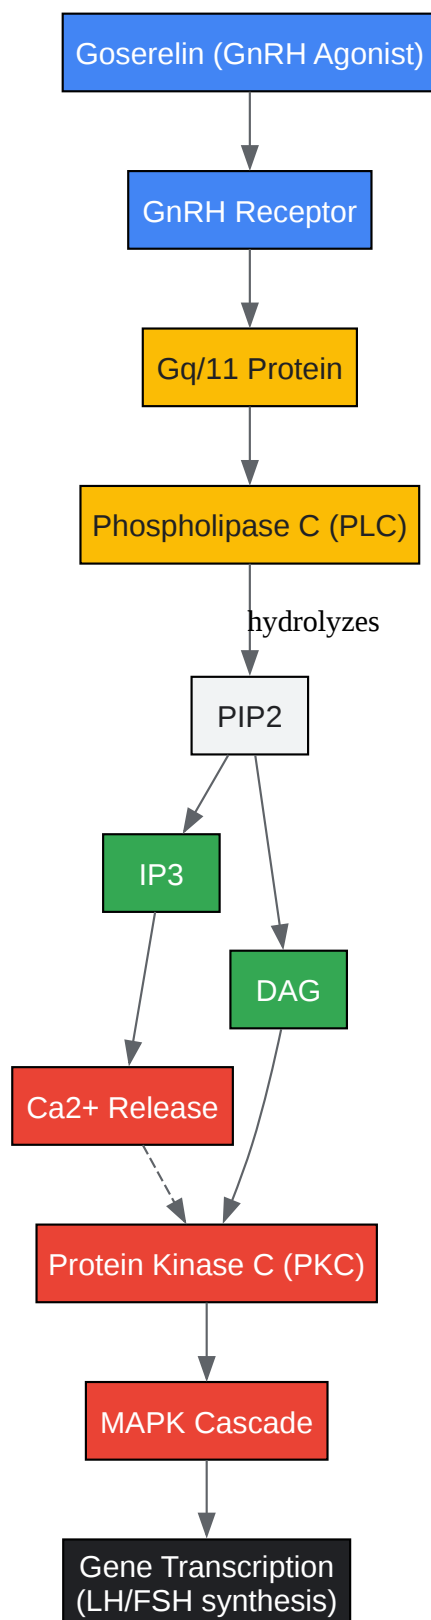 Goserelin (GnRH Agonist)
GnRH Receptor
Gq/11 Protein
Phospholipase C (PLC)
hydrolyzes
PIP2
IP3
DAG
Ca2+ Release
Protein Kinase C (PKC)
MAPK Cascade
Gene Transcription
(LH/FSH synthesis)